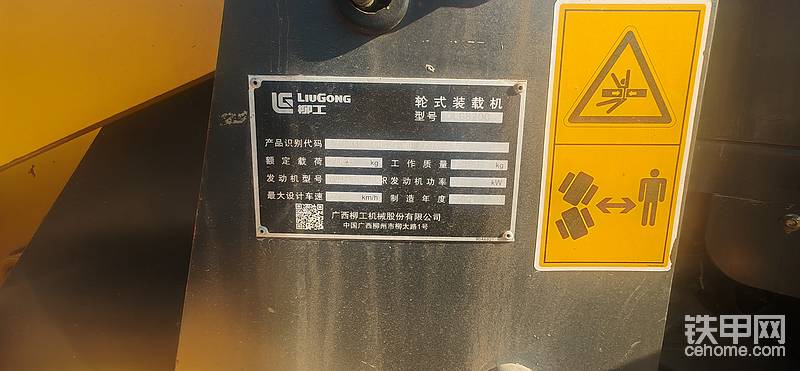 LIUGONG
柳工
轮式装载机
型号
产品识别代码
额定载荷 kg 工作质量 kg
发动机型号 R发动机功率 kW
最大设计车速 km/h 制造年度
广西柳工机械股份有限公司
中国广西柳州市柳太路1号
铁甲网
cehome.com